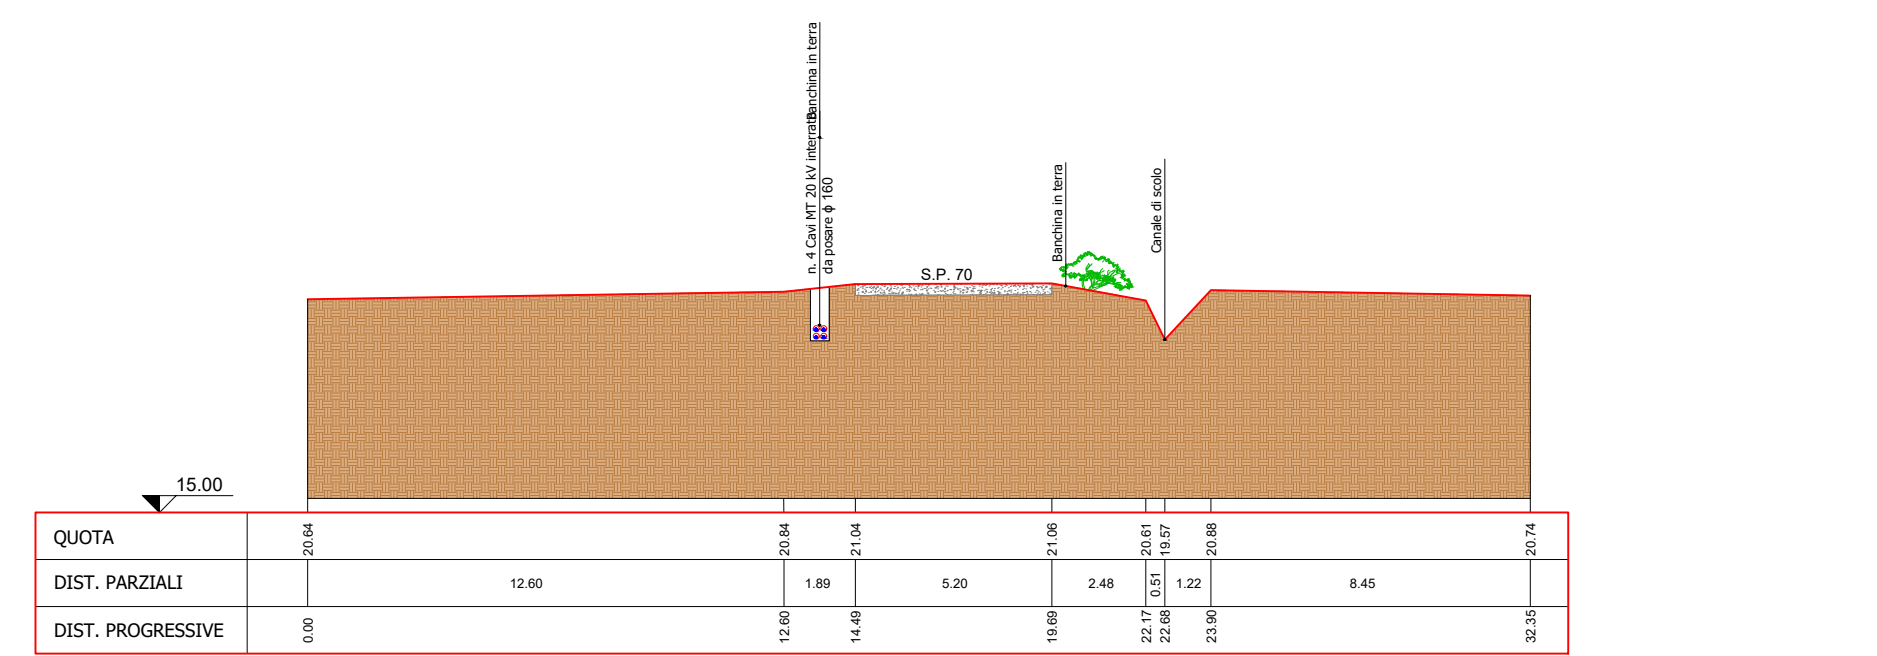 Banchina in terra
n. 4 Cavi MT 20 kV interrati
da posare ϕ 160
Banchina in terra
Canale di scolo
S.P. 70
15.00
QUOTA
20.64
20.84
21.04
21.06
20.61
19.57
20.88
20.74
DIST. PARZIALI
12.60
1.89
5.20
2.48
0.51
1.22
8.45
DIST. PROGRESSIVE
0.00
12.60
14.49
19.69
22.17
22.68
23.90
32.35